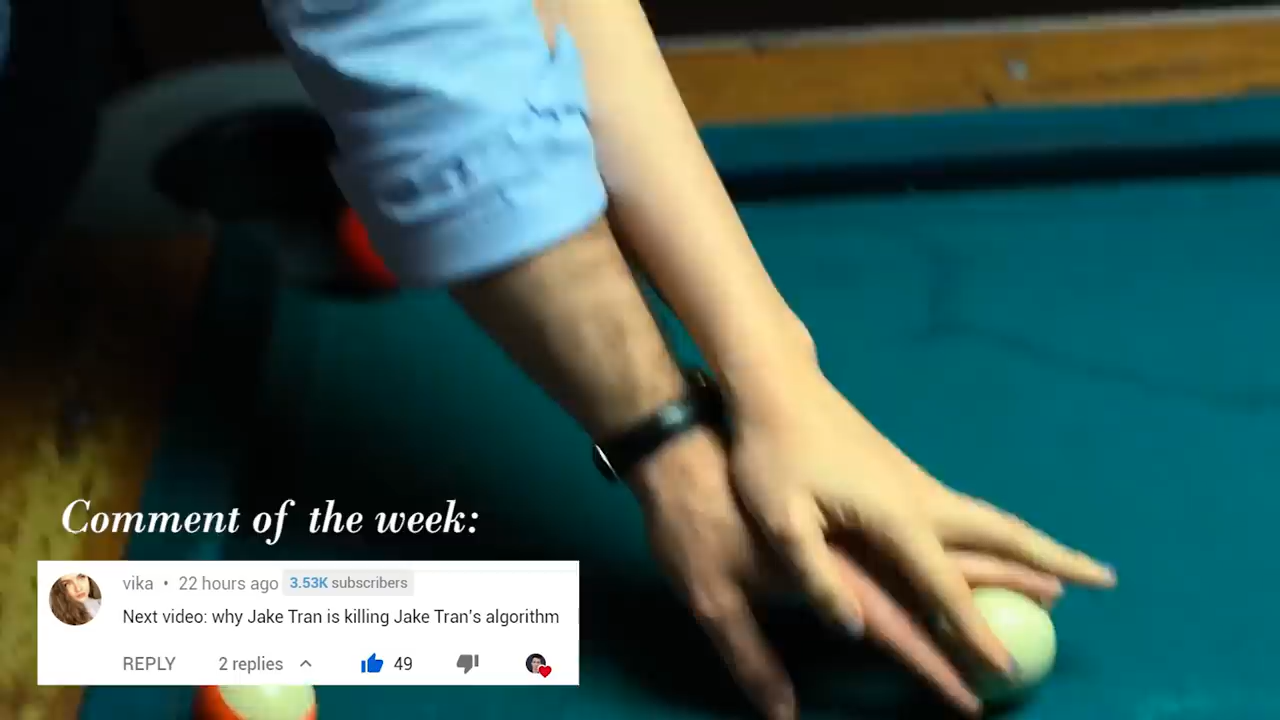 Comment of the week:
vika • 22 hours ago 3.53K subscribers
Next video: why Jake Tran is killing Jake Tran's algorithm
REPLY 2 replies 49